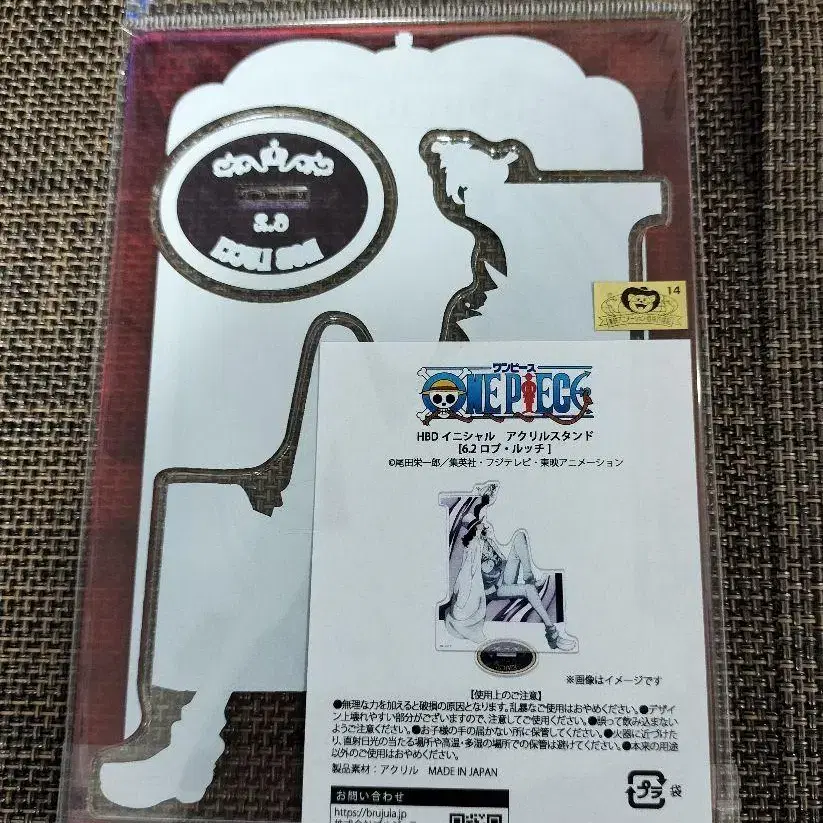 14
ワンピース
ONE PIECE
HBD イニシャル アクリルスタンド
[6.2 ロブ・ルッチ]
©尾田栄一郎/集英社・フジテレビ・東映アニメーション
※画像はイメージです
【使用上のご注意】
●無理な力を加えると破損の原因となります。乱暴なご使用はおやめください。●デザイン
上壊れやすい部分がございますので、注意してご使用ください。●誤って飲み込まない
ようご注意ください。●お子様の手の届かない所に保管してください。●火器に近づけた
り、直射日光の当たる場所や高温・多湿の場所での保管は避けてください。●本来の用途
以外のご使用はおやめください。
製品素材:アクリル MADE IN JAPAN
プラ 袋
お問い合わせ
https://brujula.jp